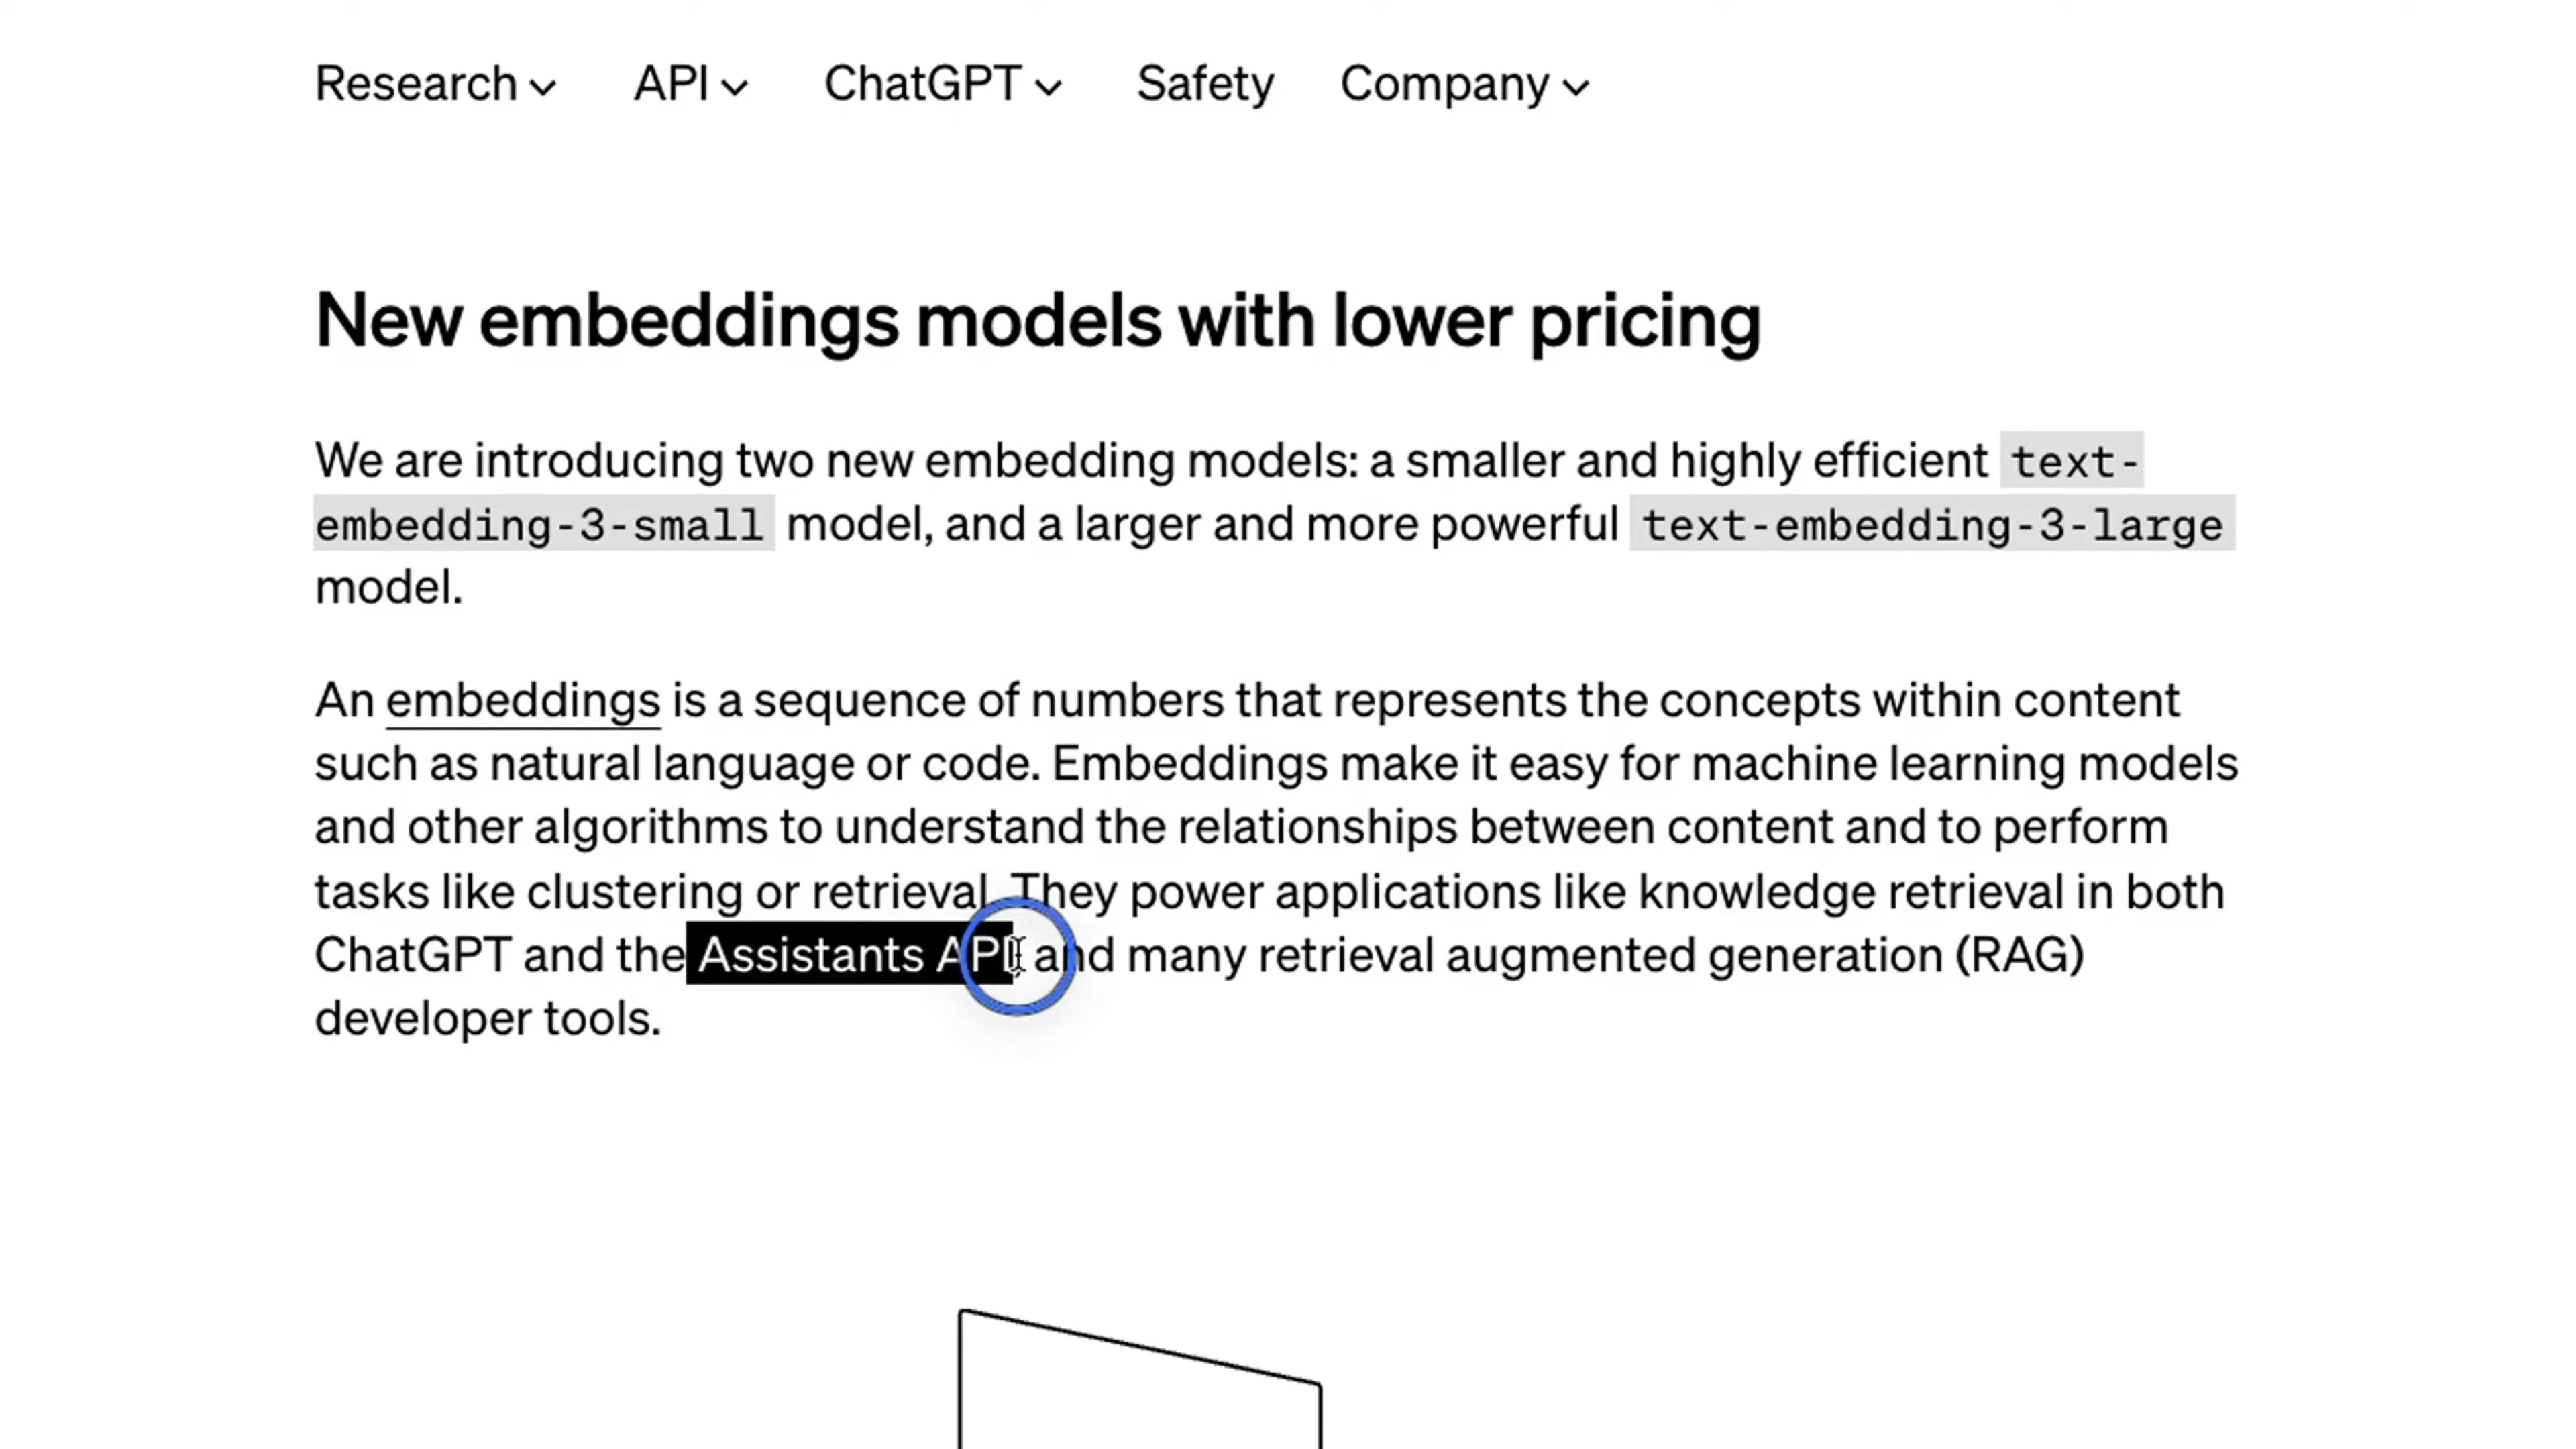 Research API ChatGPT Safety Company
New embeddings models with lower pricing
We are introducing two new embedding models: a smaller and highly efficient text-
embedding-3-small model, and a larger and more powerful text-embedding-3-large
model.
An embeddings is a sequence of numbers that represents the concepts within content
such as natural language or code. Embeddings make it easy for machine learning models
and other algorithms to understand the relationships between content and to perform
tasks like clustering or retrieval. They power applications like knowledge retrieval in both
ChatGPT and the Assistants API and many retrieval augmented generation (RAG)
developer tools.